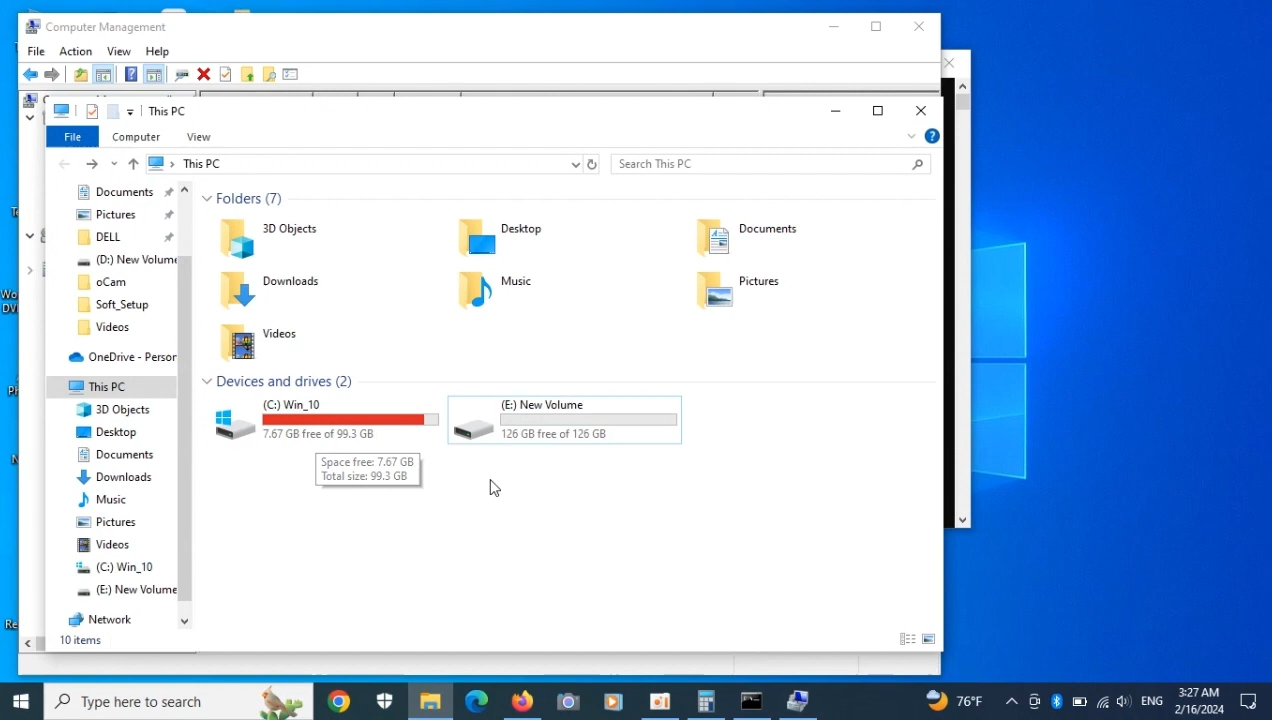 Computer Management
File Action View Help
This PC
File Computer View
This PC
Search This PC
Documents
Pictures
DELL
(D:) New Volume
oCam
Soft_Setup
Videos
OneDrive - Person
This PC
3D Objects
Desktop
Documents
Downloads
Music
Pictures
Videos
(C:) Win_10
(E:) New Volume
Network
Folders (7)
3D Objects
Desktop
Documents
Downloads
Music
Pictures
Videos
Devices and drives (2)
(C:) Win_10
7.67 GB free of 99.3 GB
(E:) New Volume
126 GB free of 126 GB
Space free: 7.67 GB
Total size: 99.3 GB
10 items
Type here to search
76°F
ENG
3:27 AM
2/16/2024